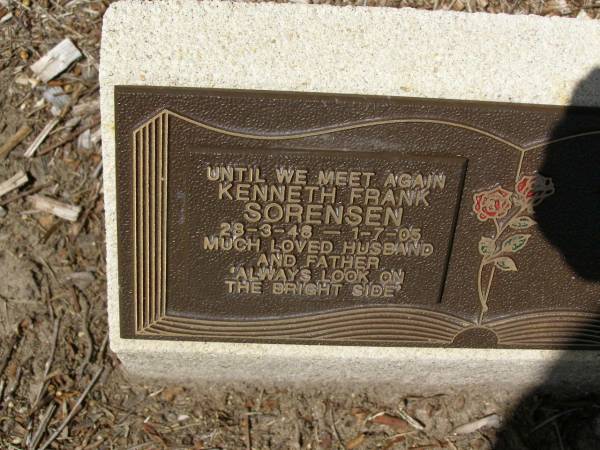 UNTIL WE MEET AGAIN
KENNETH FRANK
SORENSEN
28-3-48 — 1-7-05
MUCH LOVED HUSBAND
AND FATHER
'ALWAYS LOOK ON
THE BRIGHT SIDE'